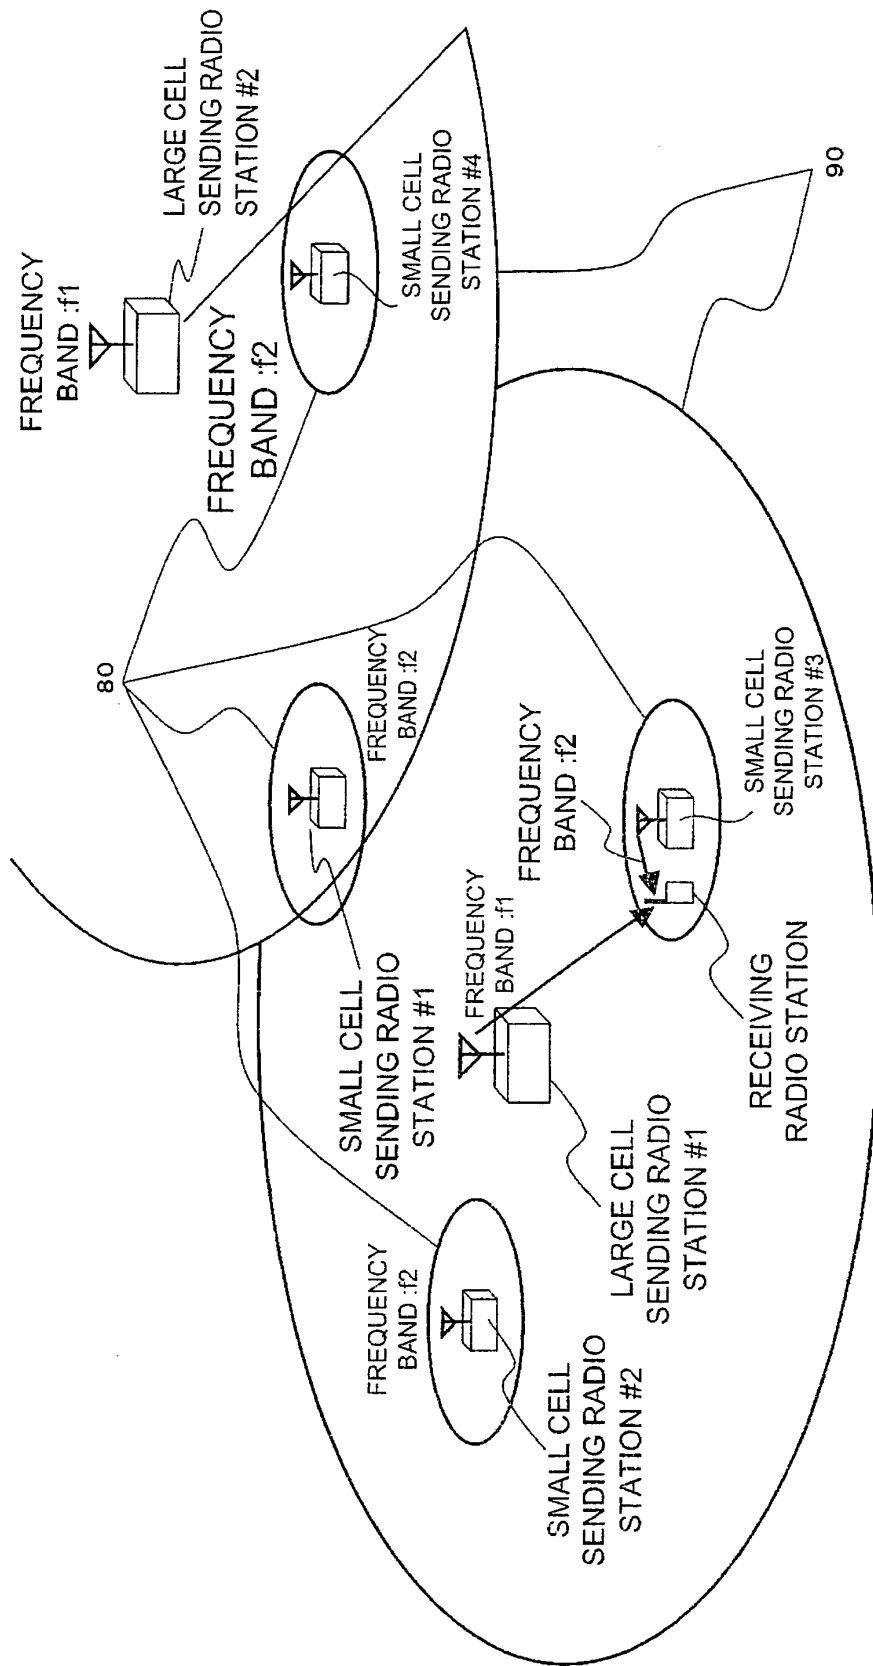 FREQUENCY
BAND :f1
LARGE CELL
SENDING RADIO
STATION #2
FREQUENCY
BAND :f2
SMALL CELL
SENDING RADIO
STATION #4
80
FREQUENCY
BAND :f2
SMALL CELL
SENDING RADIO
STATION #1
FREQUENCY
BAND :f2
SMALL CELL
SENDING RADIO
STATION #2
FREQUENCY
BAND :f1
LARGE CELL
SENDING RADIO
STATION #1
FREQUENCY
BAND :f2
SMALL CELL
SENDING RADIO
STATION #3
RECEIVING
RADIO STATION
90